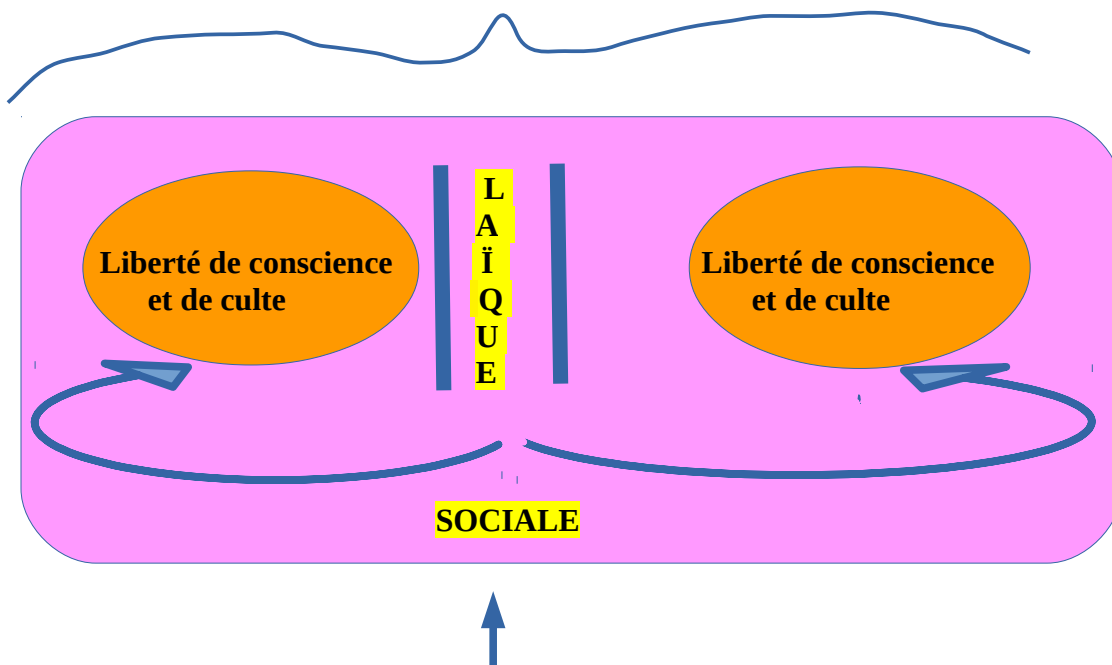 L
A
Ï
Q
U
E
Liberté de conscience
et de culte
Liberté de conscience
et de culte
SOCIALE